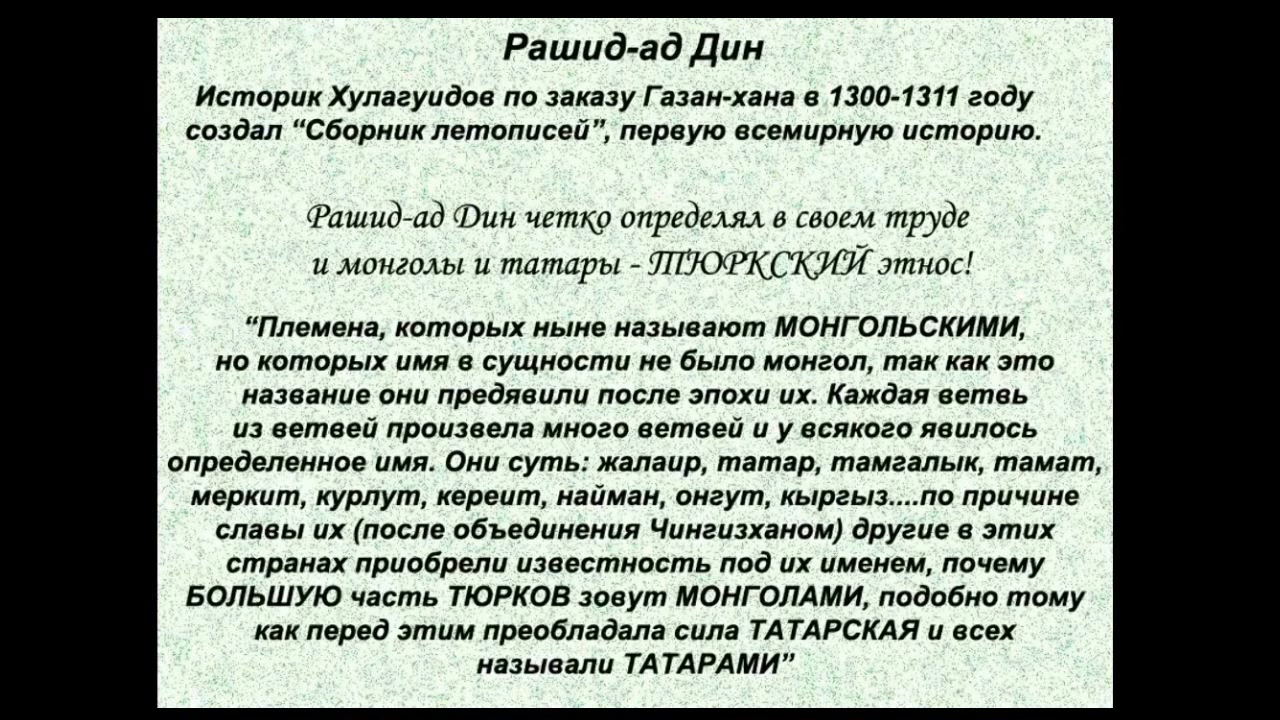 Рашид-ад Дин
Историк Хулагуидов по заказу Газан-хана в 1300-1311 году
создал “Сборник летописей”, первую всемирную историю.
Рашид-ад Дин четко определял в своем труде
и монголы и татары - ТЮРКСКИЙ этнос!
“Племена, которых ныне называют МОНГОЛЬСКИМИ,
но которых имя в сущности не было монгол, так как это
название они предявили после эпохи их. Каждая ветвь
из ветвей произвела много ветвей и у всякого явилось
определенное имя. Они суть: жалаир, татар, тамгалык, тамат,
меркит, курлут, кереит, найман, онгут, кыргыз....по причине
славы их (после объединения Чингизханом) другие в этих
странах приобрели известность под их именем, почему
БОЛЬШУЮ часть ТЮРКОВ зовут МОНГОЛАМИ, подобно тому
как перед этим преобладала сила ТАТАРСКАЯ и всех
называли ТАТАРАМИ”